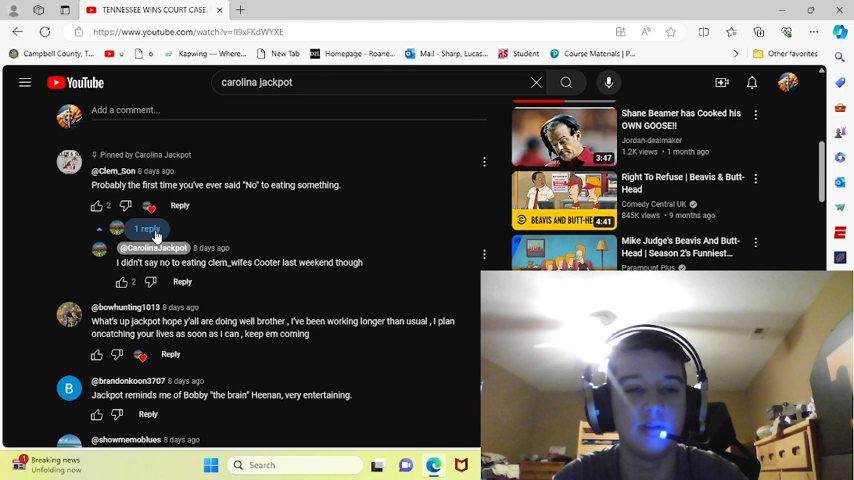 TENNESSEE WINS COURT CASE.
https://www.youtube.com/watch?v=II9xFKdWYXE
Campbell County, T...
u
o
Kapwing — Where...
New Tab
Homepage - Roane...
Mail - Sharp, Lucas...
Student
Course Materials | P...
Other favorites
YouTube
carolina jackpot
Add a comment...
Pinned by Carolina Jackpot
@Clem_Son 8 days ago
Probably the first time you've ever said "No" to eating something.
2
Reply
1 reply
@CarolinaJackpot 8 days ago
I didn't say no to eating clem_wifes Cooter last weekend though
2
Reply
@bowhunting1013 8 days ago
What's up jackpot hope y'all are doing well brother , I've been working longer than usual , I plan
oncatching your lives as soon as I can , keep em coming
Reply
@brandonkoon3707 8 days ago
B
Jackpot reminds me of Bobby "the brain" Heenan, very entertaining.
Reply
@showmemoblues 8 days ago
Shane Beamer has Cooked his
OWN GOOSE!!
Jordan-dealmaker
1.2K views • 1 month ago
3:47
Right To Refuse | Beavis & Butt-
Head
Comedy Central UK
845K views • 9 months ago
BEAVIS AND BUTT-HE
4:41
Mike Judge's Beavis And Butt-
Head | Season 2's Funniest...
Paramount Plus
1
Breaking news
Unfolding now
Search